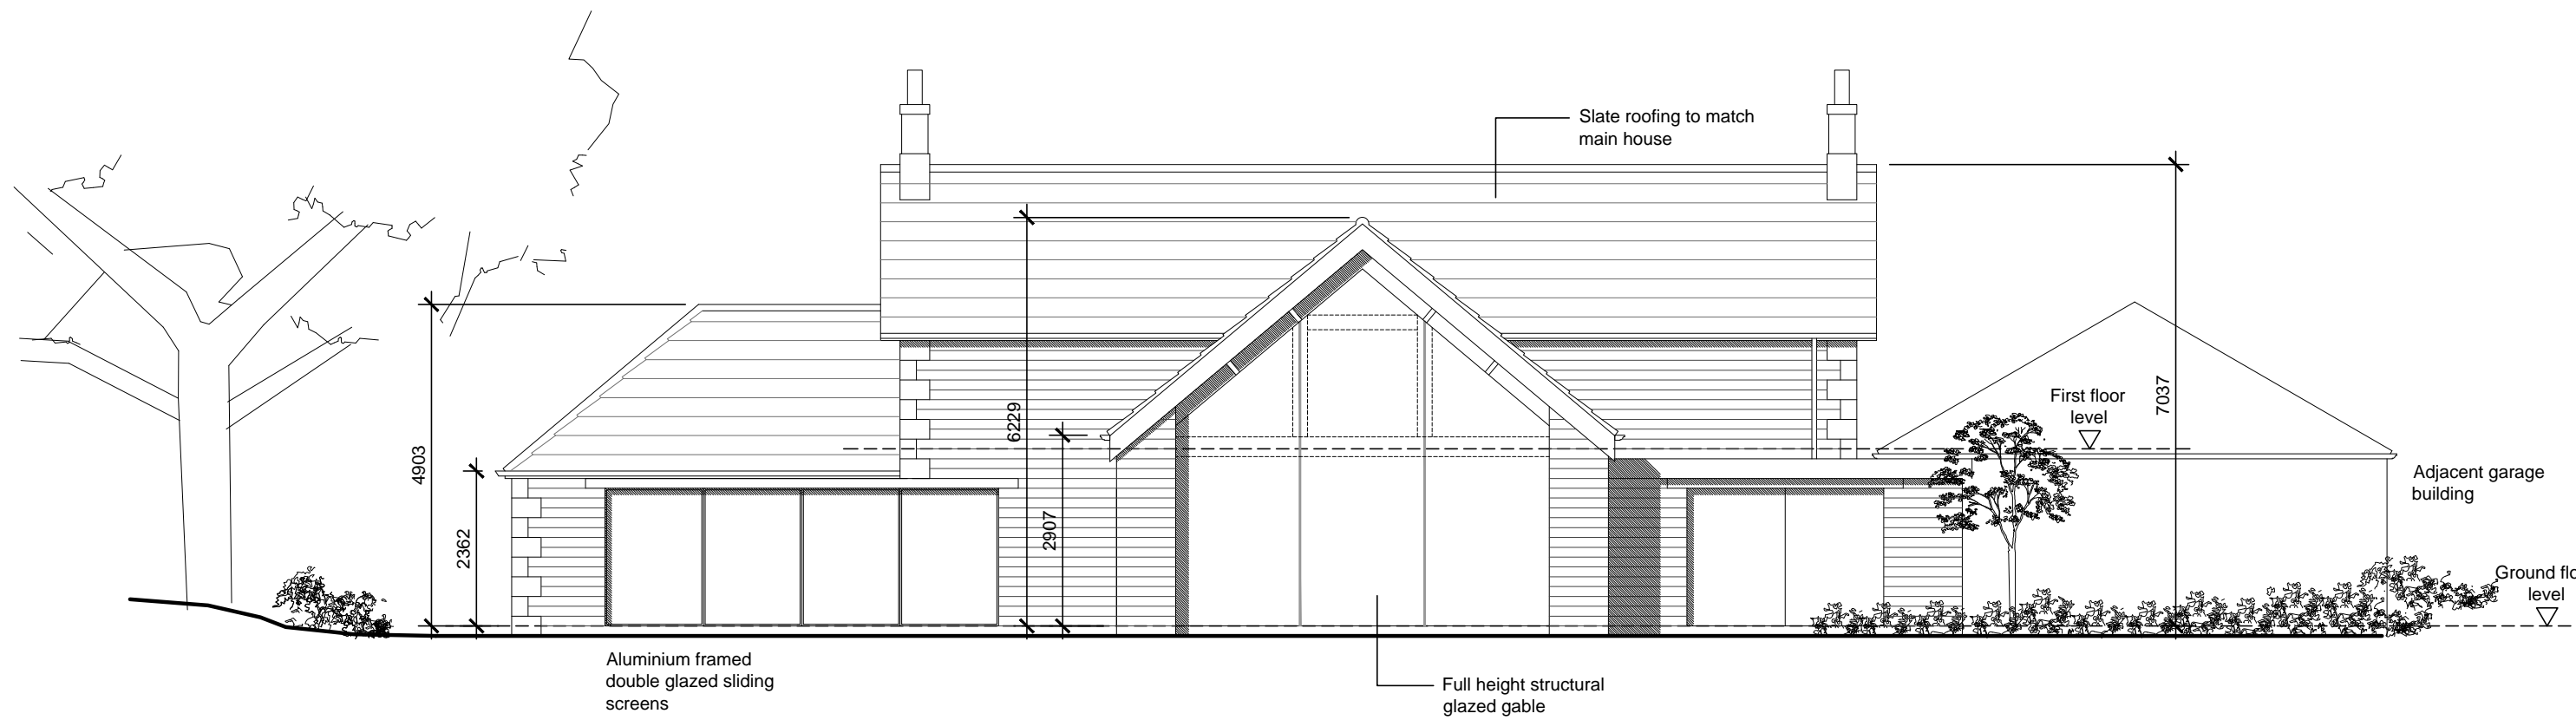 Slate roofing to match
main house
First floor
level
7037
6229
4903
2362
2907
Adjacent garage
building
Ground flo
level
Aluminium framed
double glazed sliding
screens
Full height structural
glazed gable